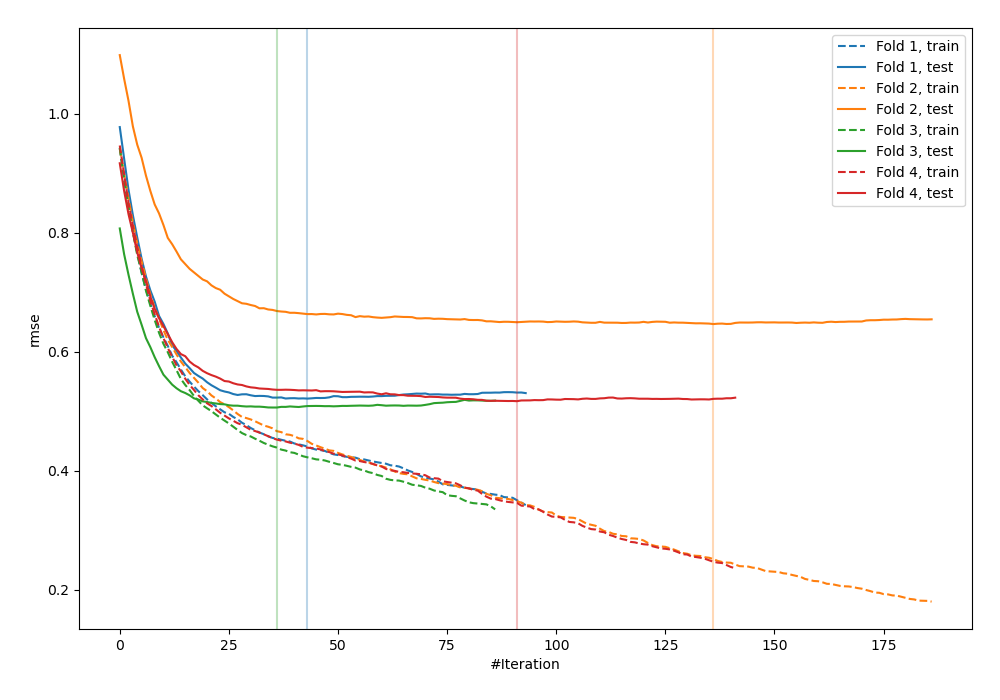 1.0
0.8
0.6
0.4
0.2
rmse
0 25 50 75 100 125 150 175
#Iteration
Fold 1, train
Fold 1, test
Fold 2, train
Fold 2, test
Fold 3, train
Fold 3, test
Fold 4, train
Fold 4, test